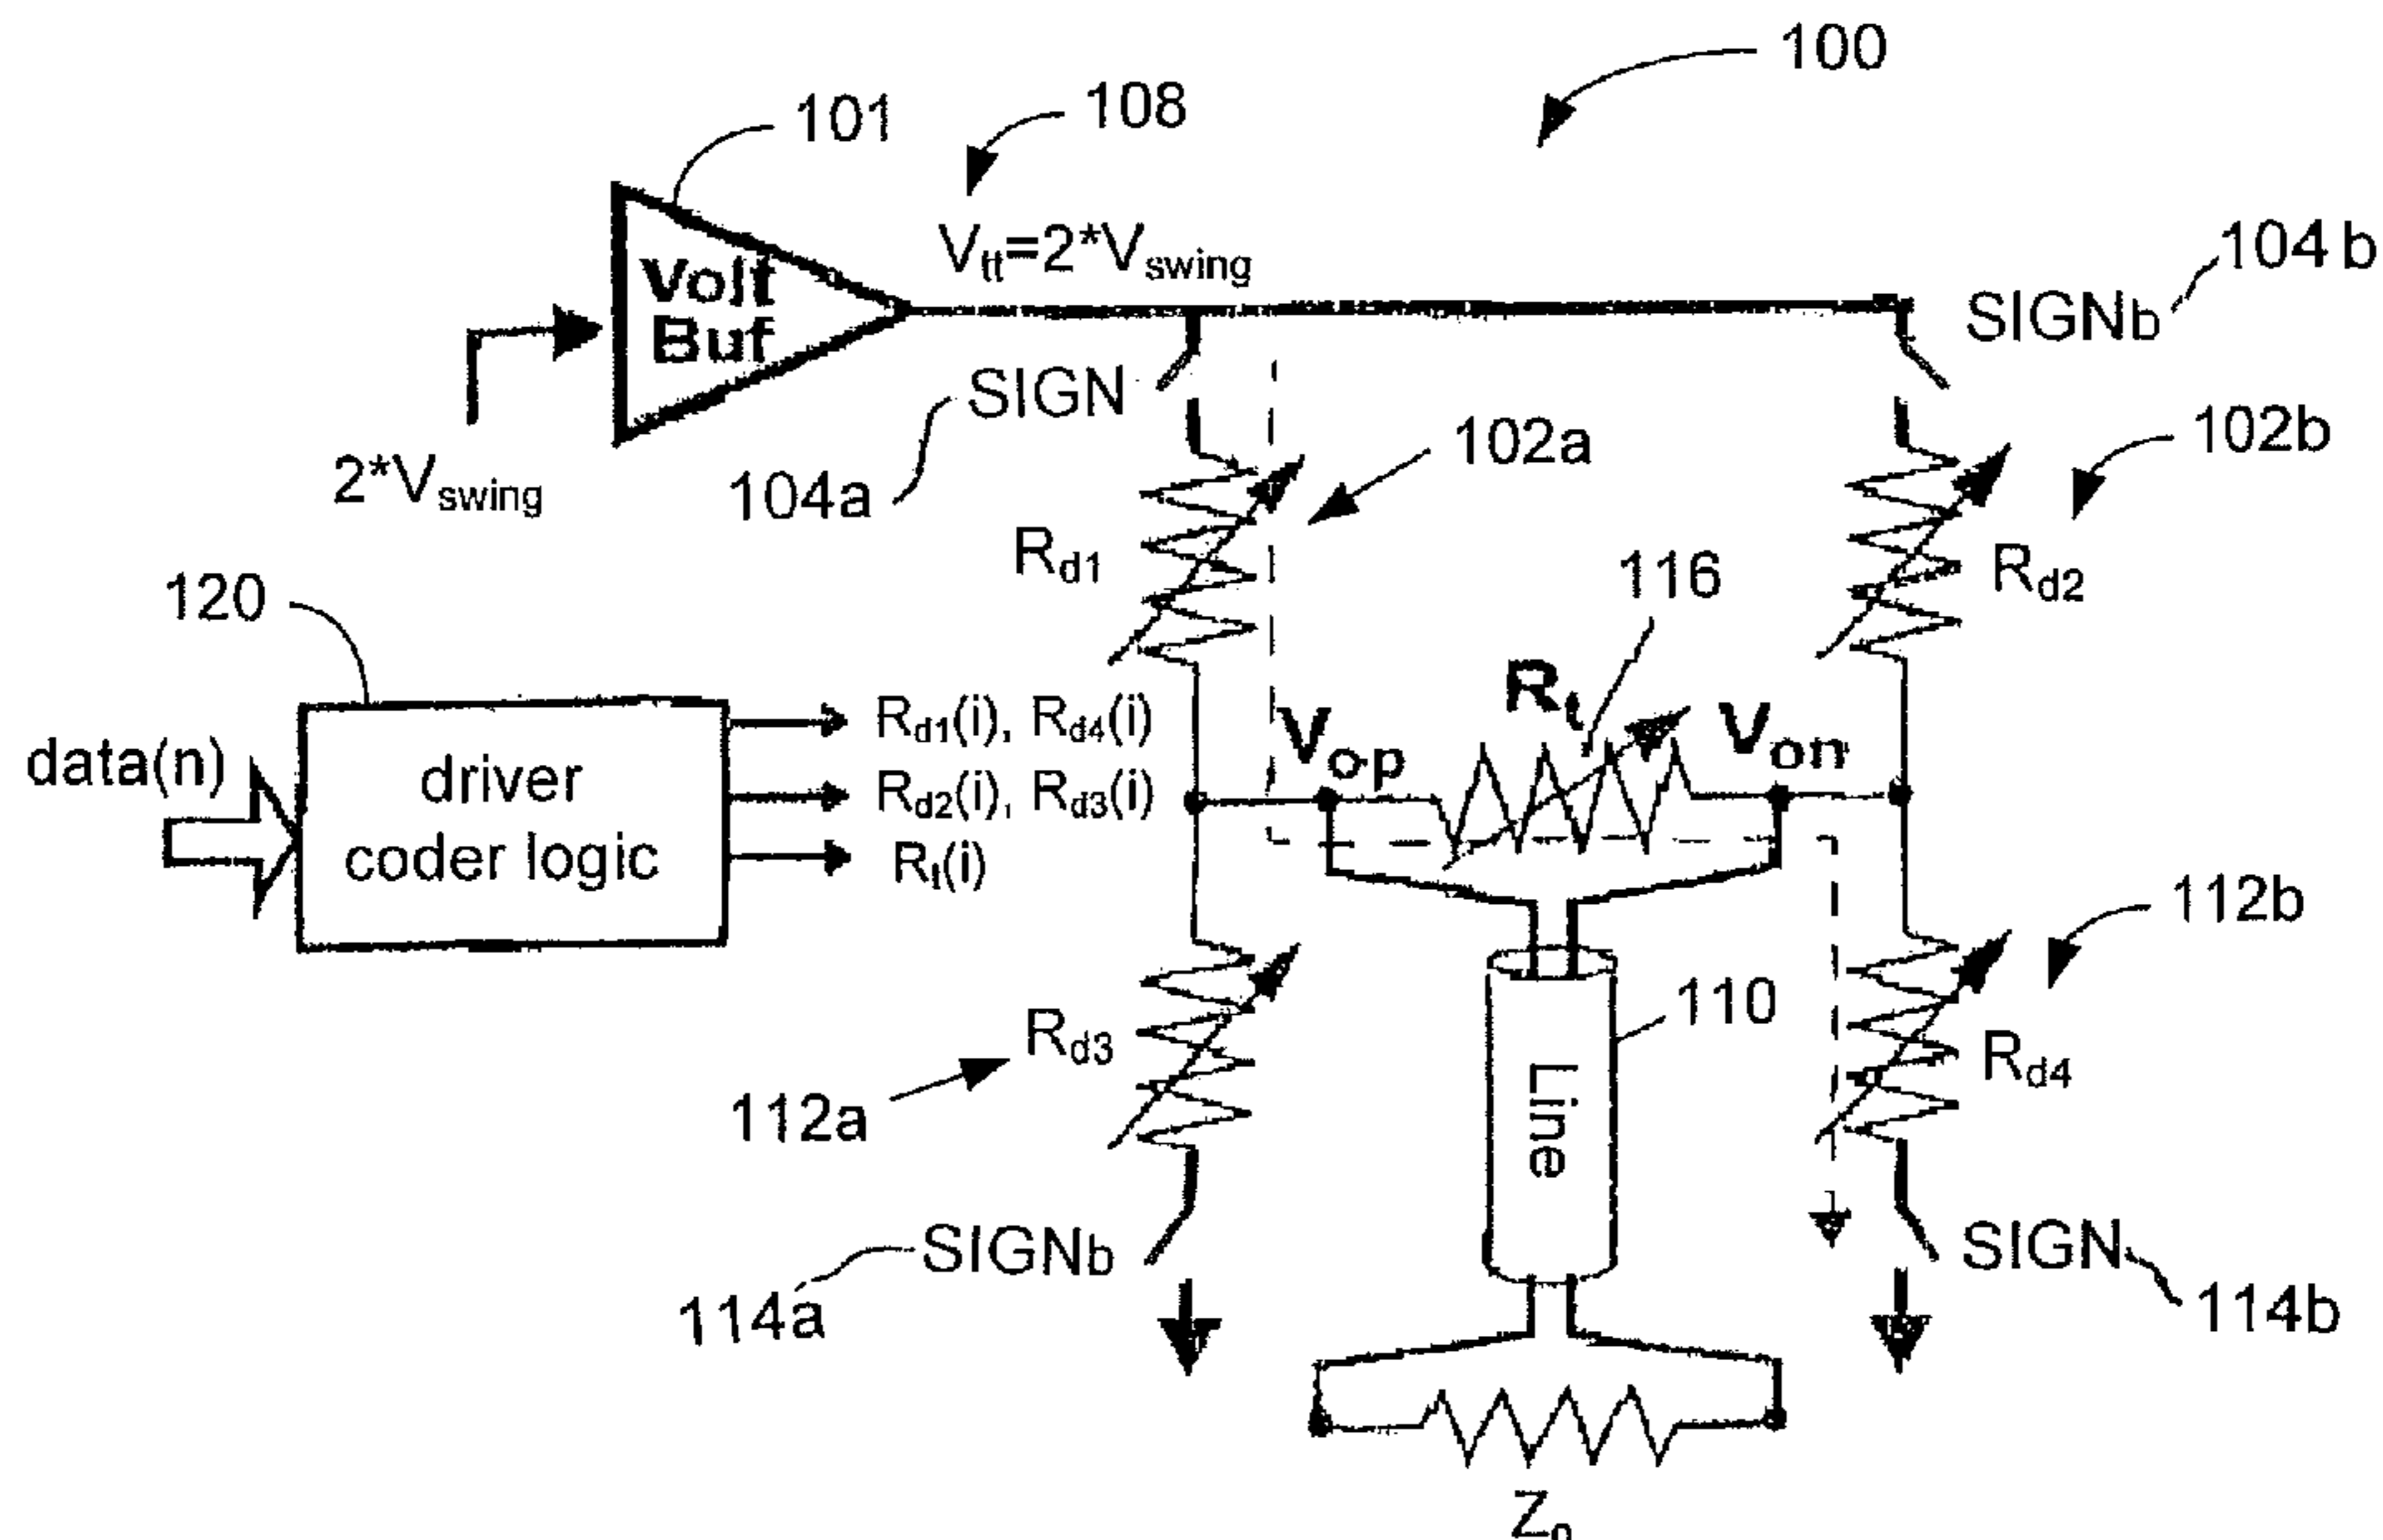 100
101
108
Volt
Buf
Vtt=2*Vswing
2*Vswing
SIGN
104a
SIGNb
104b
102a
102b
Rd1
Rd2
116
Rt
Vop
Von
120
data(n)
driver
coder logic
Rd1(i), Rd4(i)
Rd2(i), Rd3(i)
Rt(i)
Rd3
112a
Rd4
112b
110
Line
SIGNb
114a
SIGN
114b